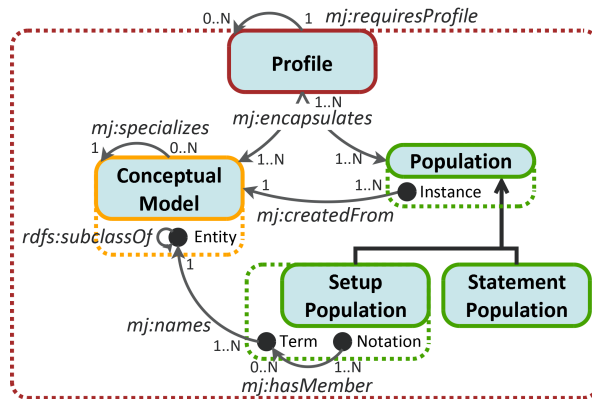 0..N
1
mj:requiresProfile
Profile
1..N
mj:encapsulates
mj:specializes
1
0..N
1..N
1..N
Conceptual
Model
Population
1
1..N
Instance
mj:createdFrom
rdfs:subclassOf
Entity
1
Setup
Population
Statement
Population
mj:names
1..N
Term
Notation
0..N
1..N
mj:hasMember